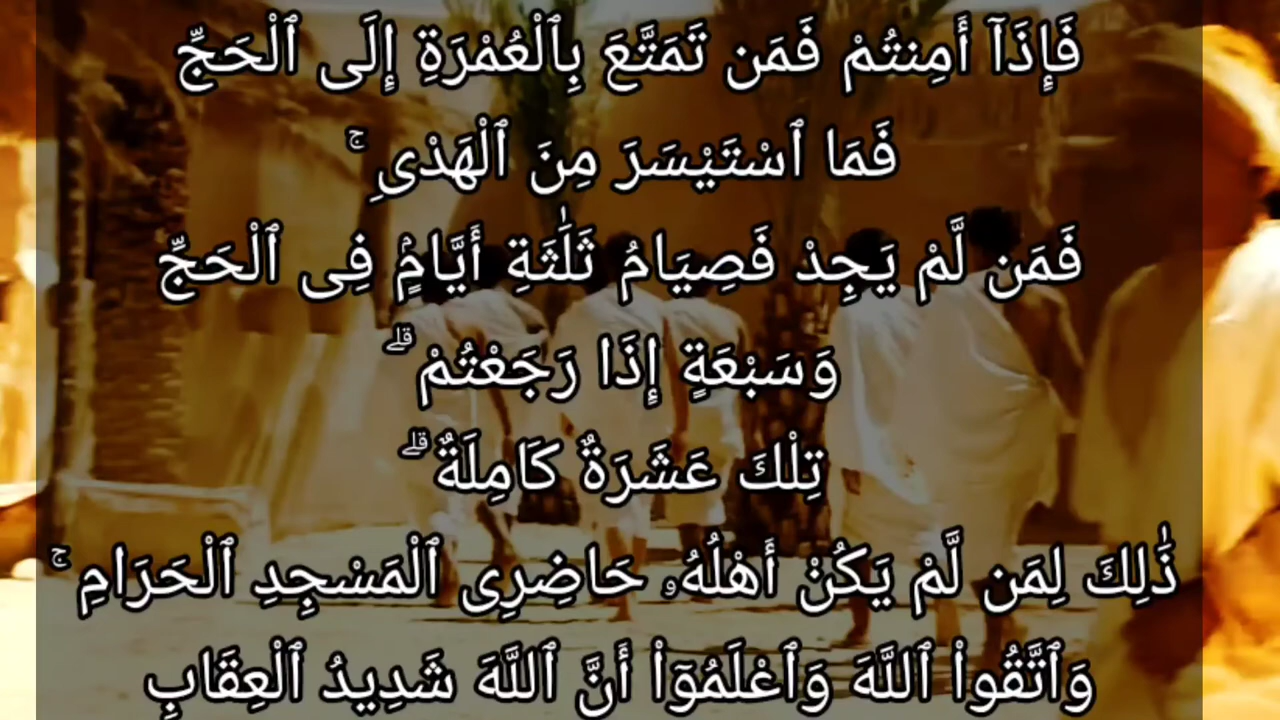 فَإِذَآ أَمِنتُمْ فَمَن تَمَتَّعَ بِٱلْعُمْرَةِ إِلَى ٱلْحَجِّ
فَمَا ٱسْتَيْسَرَ مِنَ ٱلْهَدْىِ ۚ
فَمَن لَّمْ يَجِدْ فَصِيَامُ ثَلَٰثَةِ أَيَّامٍۢ فِى ٱلْحَجِّ
وَسَبْعَةٍ إِذَا رَجَعْتُمْ ۗ
تِلْكَ عَشَرَةٌ كَامِلَةٌ ۗ
ذَٰلِكَ لِمَن لَّمْ يَكُنْ أَهْلُهُۥ حَاضِرِى ٱلْمَسْجِدِ ٱلْحَرَامِ ۚ
وَٱتَّقُوا۟ ٱللَّهَ وَٱعْلَمُوٓا۟ أَنَّ ٱللَّهَ شَدِيدُ ٱلْعِقَابِ